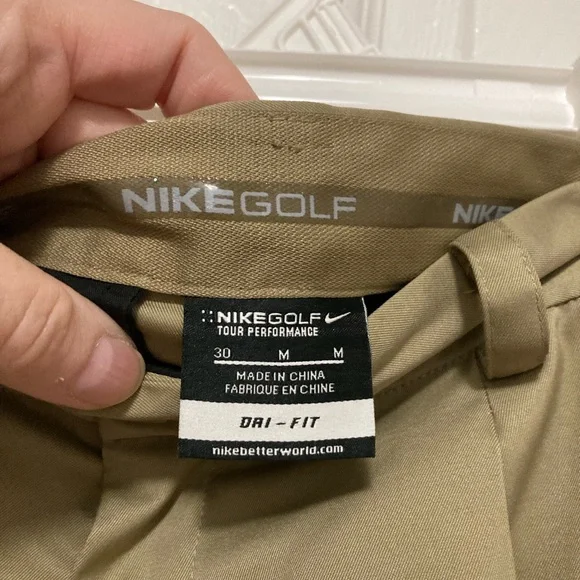 NIKEGOLF
NIKE
NIKEGOLF
TOUR PERFORMANCE
30 M M
MADE IN CHINA
FABRIQUE EN CHINE
DRI-FIT
nikebetterworld.com